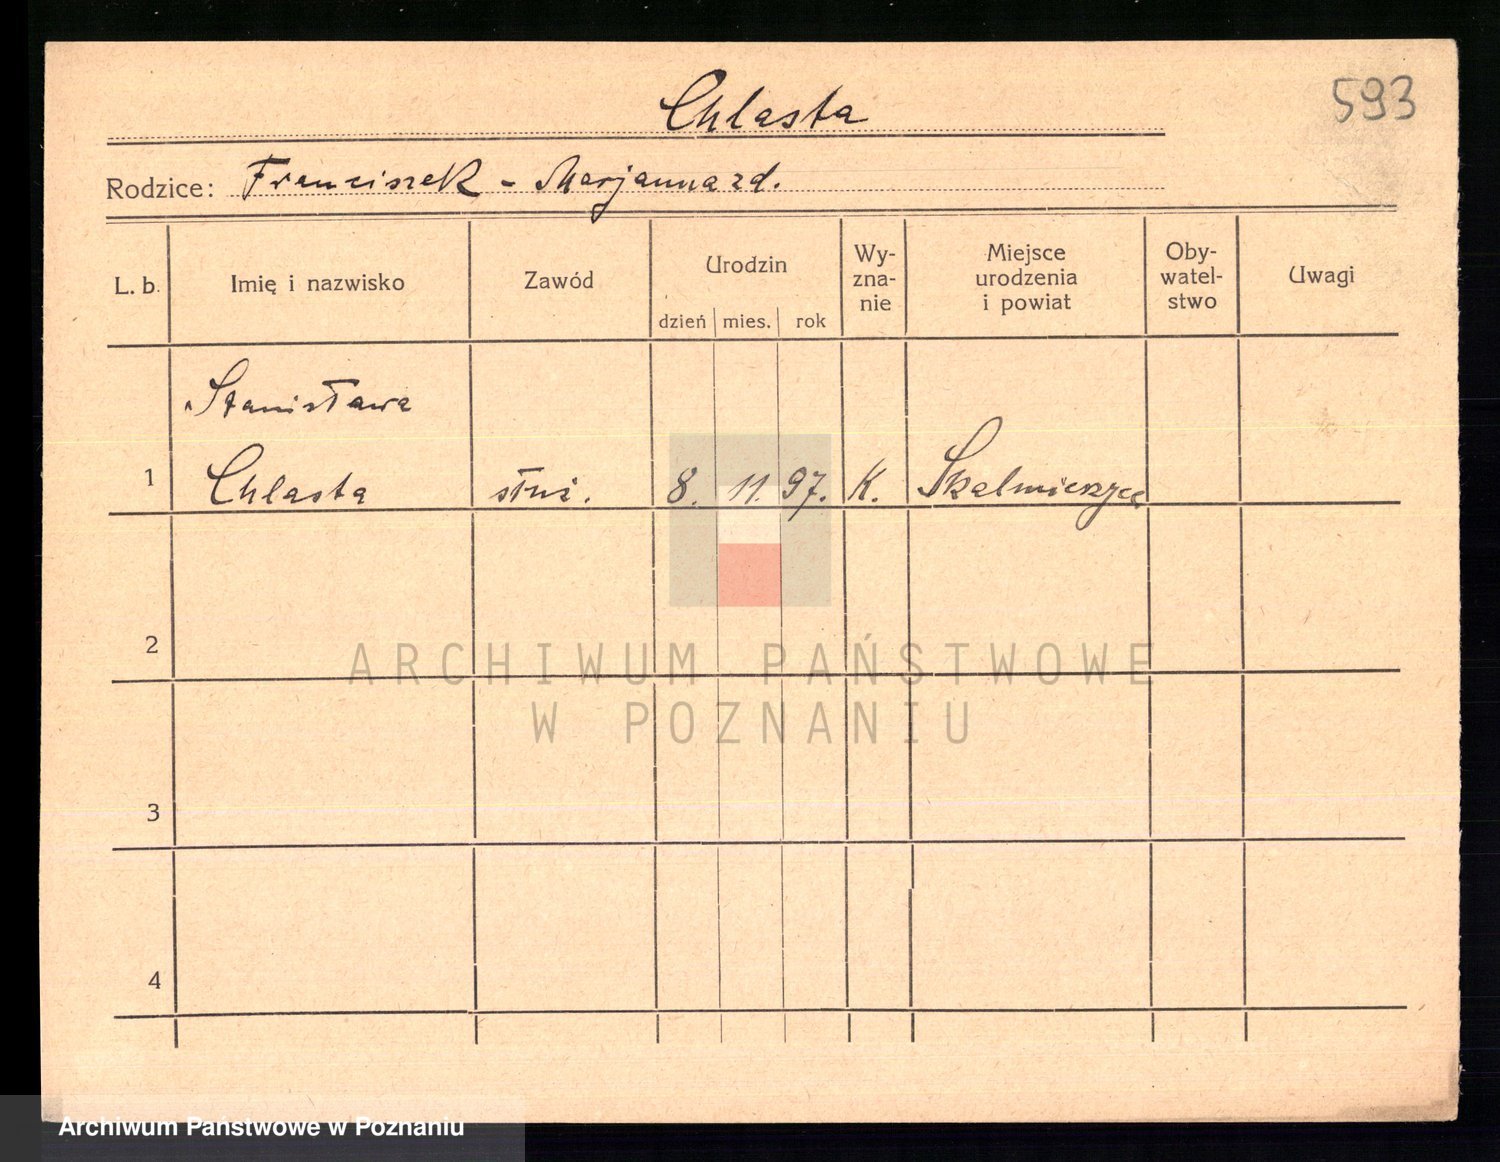 593
Chlasta
Rodzice: Franciszek - Marjanna zd.
L. b. Imię i nazwisko Zawód Urodzin dzień mies. rok Wy-zna-nie Miejsce urodzenia i powiat Oby-watel-stwo Uwagi
Stanisława
1 Chlasta służ. 8. 11. 97. K. Skalmierzyce
2
ARCHIWUM PAŃSTWOWE
W POZNANIU
3
4
Archiwum Państwowe w Poznaniu